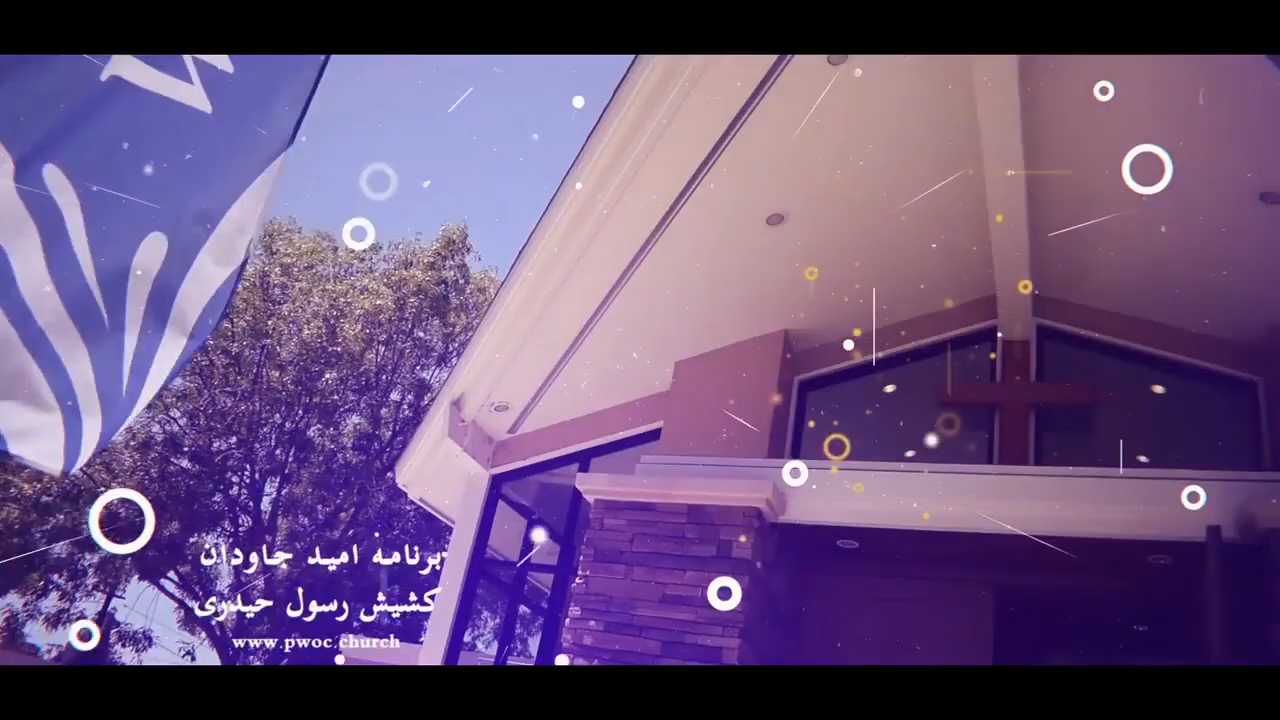 برنامه امید جاودان
کشیش رسول حیدری
www.pwoc.church